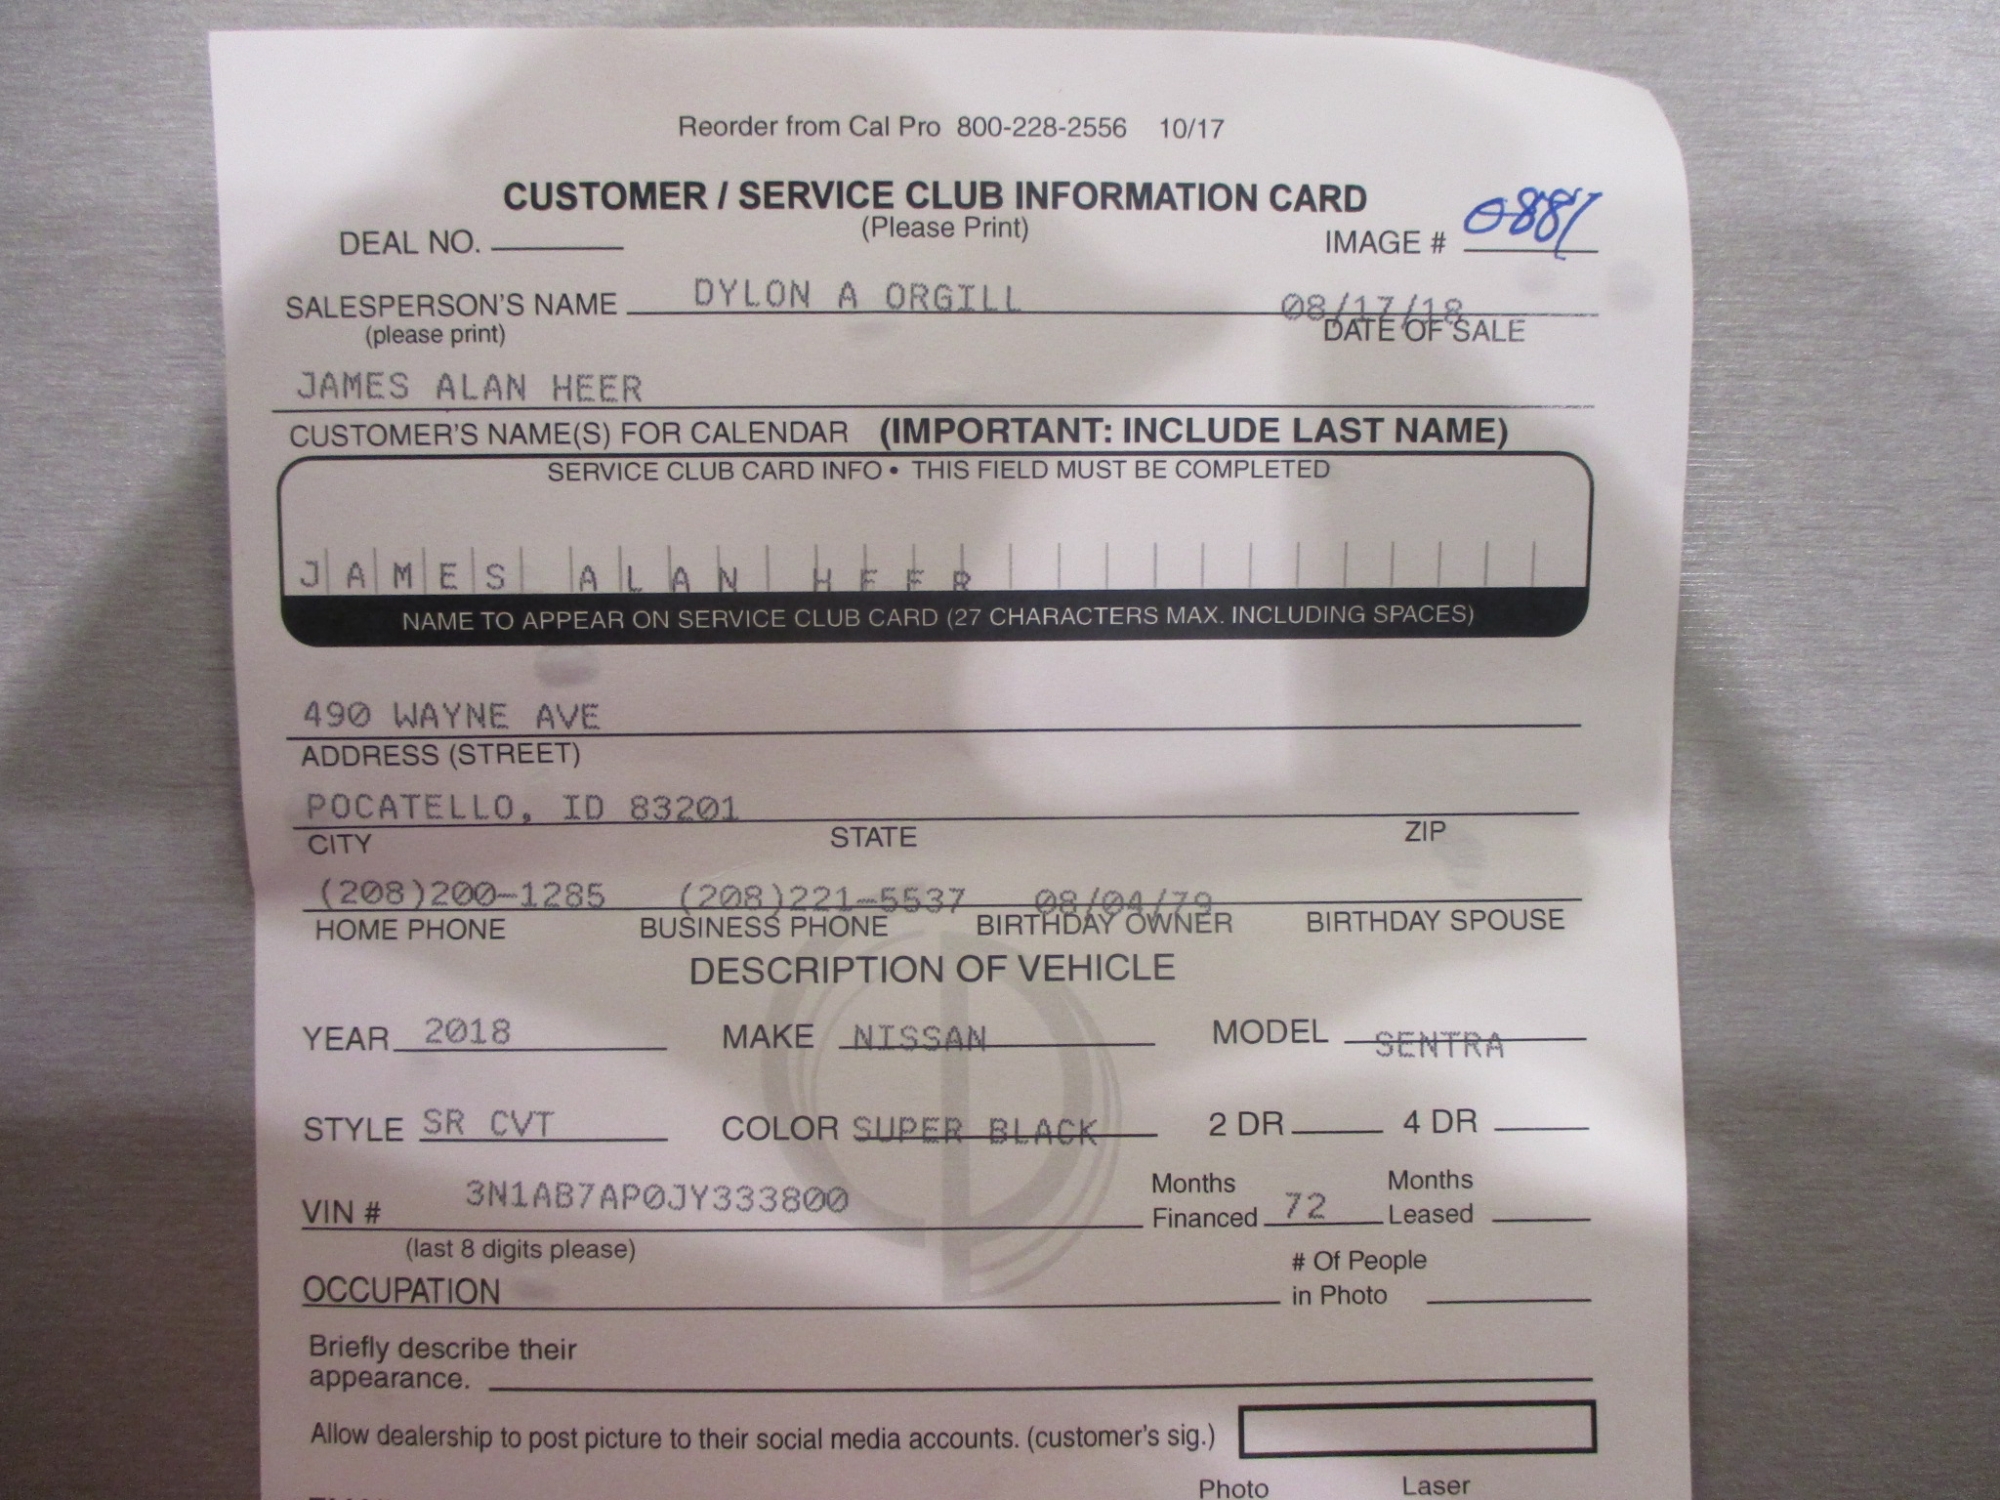 Reorder from Cal Pro 800-228-2556 10/17
CUSTOMER / SERVICE CLUB INFORMATION CARD
(Please Print)
DEAL NO. IMAGE # 0881
SALESPERSON'S NAME DYLON A ORGILL 08/17/18
(please print) DATE OF SALE
JAMES ALAN HEER
CUSTOMER'S NAME(S) FOR CALENDAR (IMPORTANT: INCLUDE LAST NAME)
SERVICE CLUB CARD INFO • THIS FIELD MUST BE COMPLETED
JAMES ALAN HEER
NAME TO APPEAR ON SERVICE CLUB CARD (27 CHARACTERS MAX. INCLUDING SPACES)
490 WAYNE AVE
ADDRESS (STREET)
POCATELLO, ID 83201
CITY STATE ZIP
(208)200-1285 (208)221-5537 08/04/79
HOME PHONE BUSINESS PHONE BIRTHDAY OWNER BIRTHDAY SPOUSE
DESCRIPTION OF VEHICLE
YEAR 2018 MAKE NISSAN MODEL SENTRA
STYLE SR CVT COLOR SUPER BLACK 2 DR 4 DR
VIN # 3N1AB7AP0JY333800 Months Financed 72 Months Leased
(last 8 digits please)
OCCUPATION # Of People in Photo
Briefly describe their
appearance.
Allow dealership to post picture to their social media accounts. (customer's sig.)
Photo Laser